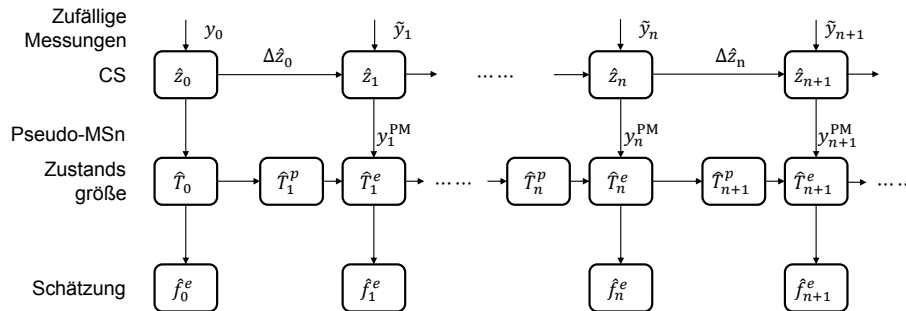 Zufällige Messungen y₀ ỹ₁ ỹₙ ỹₙ₊₁
CS ẑ₀ Δẑ₀ ẑ₁ …… ẑₙ Δẑₙ ẑₙ₊₁
Pseudo-MSn y₁ᴾᴹ yₙᴾᴹ yₙ₊₁ᴾᴹ
Zustands
größe T̂₀ T̂₁ᵖ T̂₁ᵉ …… T̂ₙᵖ T̂ₙᵉ T̂ₙ₊₁ᵖ T̂ₙ₊₁ᵉ ……
Schätzung f̂₀ᵉ f̂₁ᵉ f̂ₙᵉ f̂ₙ₊₁ᵉ